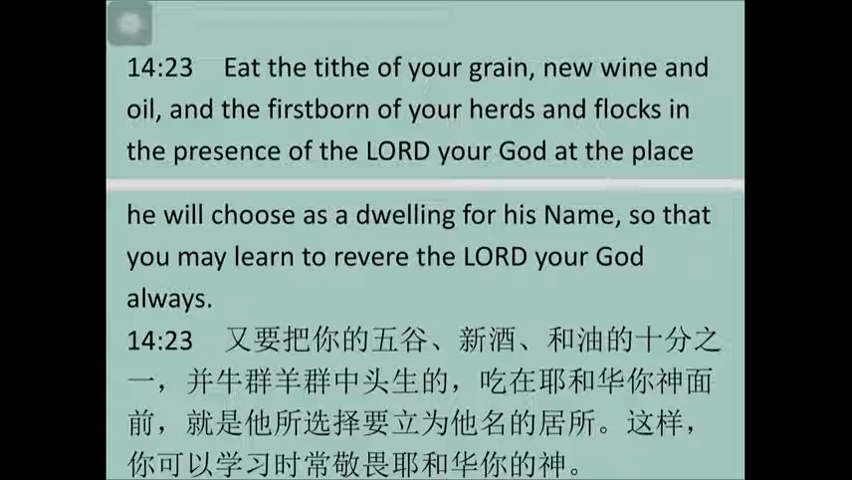 14:23 Eat the tithe of your grain, new wine and
oil, and the firstborn of your herds and flocks in
the presence of the LORD your God at the place
he will choose as a dwelling for his Name, so that
you may learn to revere the LORD your God
always.
14:23 又要把你的五谷、新酒、和油的十分之
一，并牛群羊群中头生的，吃在耶和华你神面
前，就是他所选择要立为他名的居所。这样，
你可以学习时常敬畏耶和华你的神。